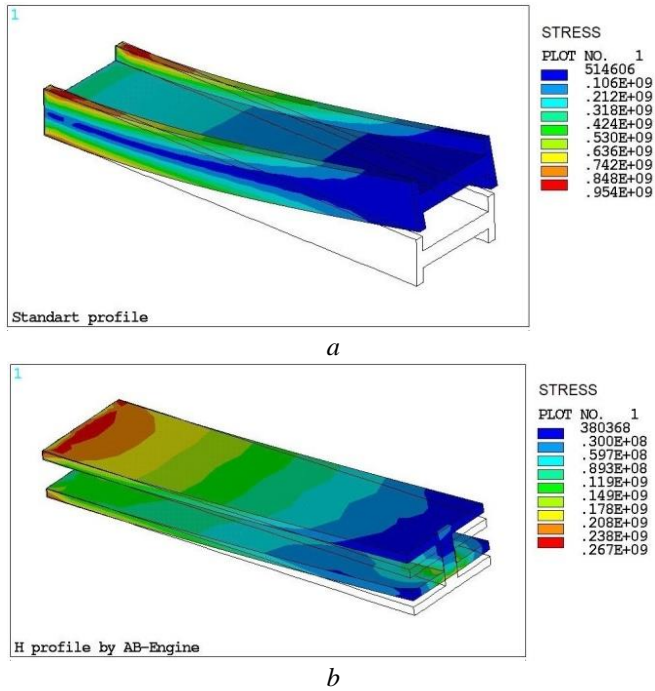 1
STRESS
PLOT NO. 1
514606
.106E+09
.212E+09
.318E+09
.424E+09
.530E+09
.636E+09
.742E+09
.848E+09
.954E+09
Standart profile
a
1
STRESS
PLOT NO. 1
380368
.300E+08
.597E+08
.893E+08
.119E+09
.149E+09
.178E+09
.208E+09
.238E+09
.267E+09
H profile by AB-Engine
b